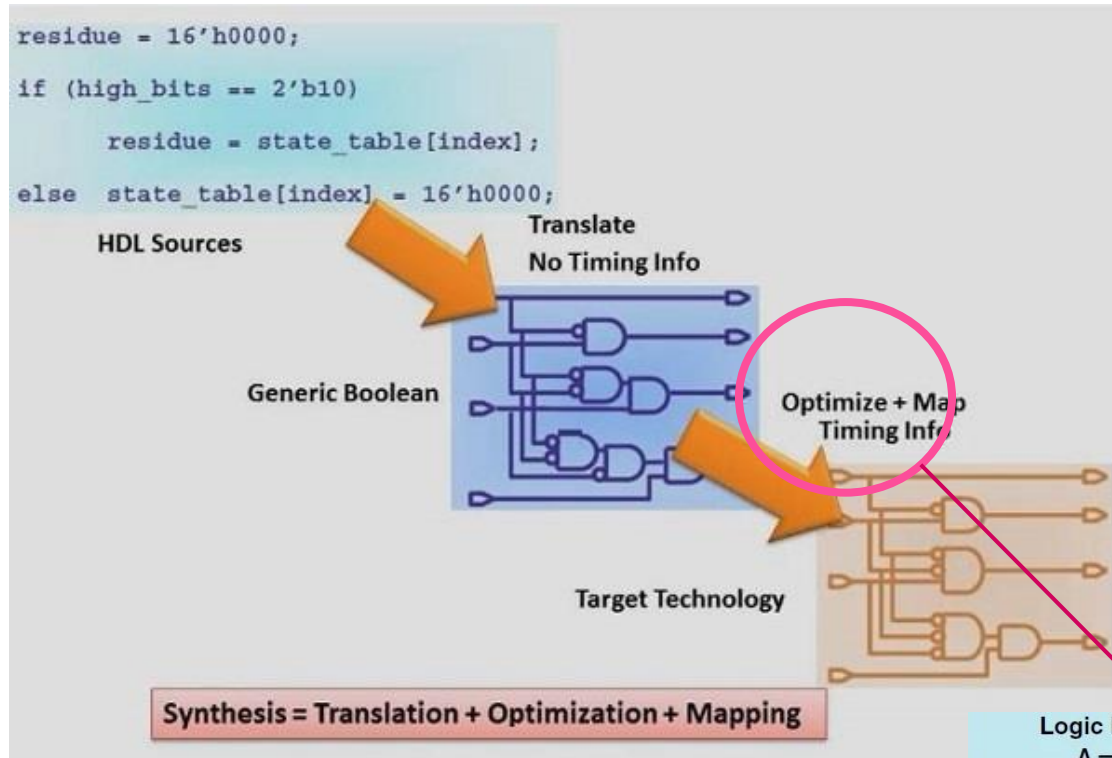 residue = 16'h0000;
if (high_bits == 2'b10)
residue = state_table[index];
else state_table[index] = 16'h0000;
HDL Sources
Translate
No Timing Info
Generic Boolean
Optimize + Map
Timing Info
Target Technology
Synthesis = Translation + Optimization + Mapping
Logic
A =